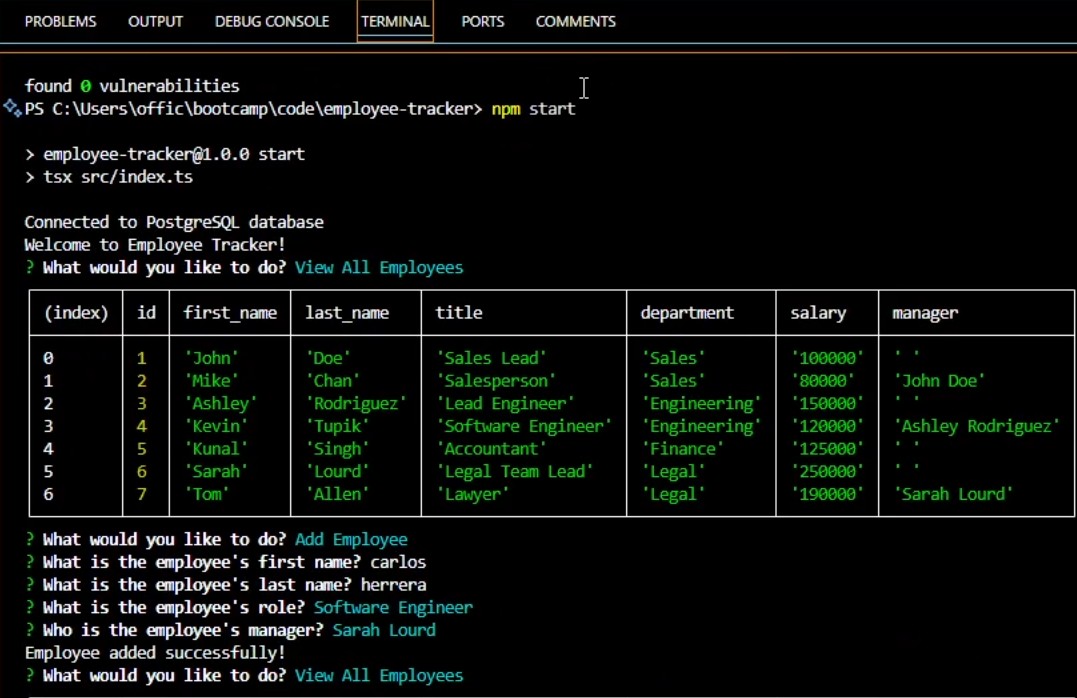 PROBLEMS OUTPUT DEBUG CONSOLE TERMINAL PORTS COMMENTS
found 0 vulnerabilities
PS C:\Users\offic\bootcamp\code\employee-tracker> npm start
> employee-tracker@1.0.0 start
> tsx src/index.ts
Connected to PostgreSQL database
Welcome to Employee Tracker!
? What would you like to do? View All Employees
(index) id first_name last_name title department salary manager
0 1 'John' 'Doe' 'Sales Lead' 'Sales' '100000' ' '
1 2 'Mike' 'Chan' 'Salesperson' 'Sales' '80000' 'John Doe'
2 3 'Ashley' 'Rodriguez' 'Lead Engineer' 'Engineering' '150000' ' '
3 4 'Kevin' 'Tupik' 'Software Engineer' 'Engineering' '120000' 'Ashley Rodriguez'
4 5 'Kunal' 'Singh' 'Accountant' 'Finance' '125000' ' '
5 6 'Sarah' 'Lourd' 'Legal Team Lead' 'Legal' '250000' ' '
6 7 'Tom' 'Allen' 'Lawyer' 'Legal' '190000' 'Sarah Lourd'
? What would you like to do? Add Employee
? What is the employee's first name? carlos
? What is the employee's last name? herrera
? What is the employee's role? Software Engineer
? Who is the employee's manager? Sarah Lourd
Employee added successfully!
? What would you like to do? View All Employees